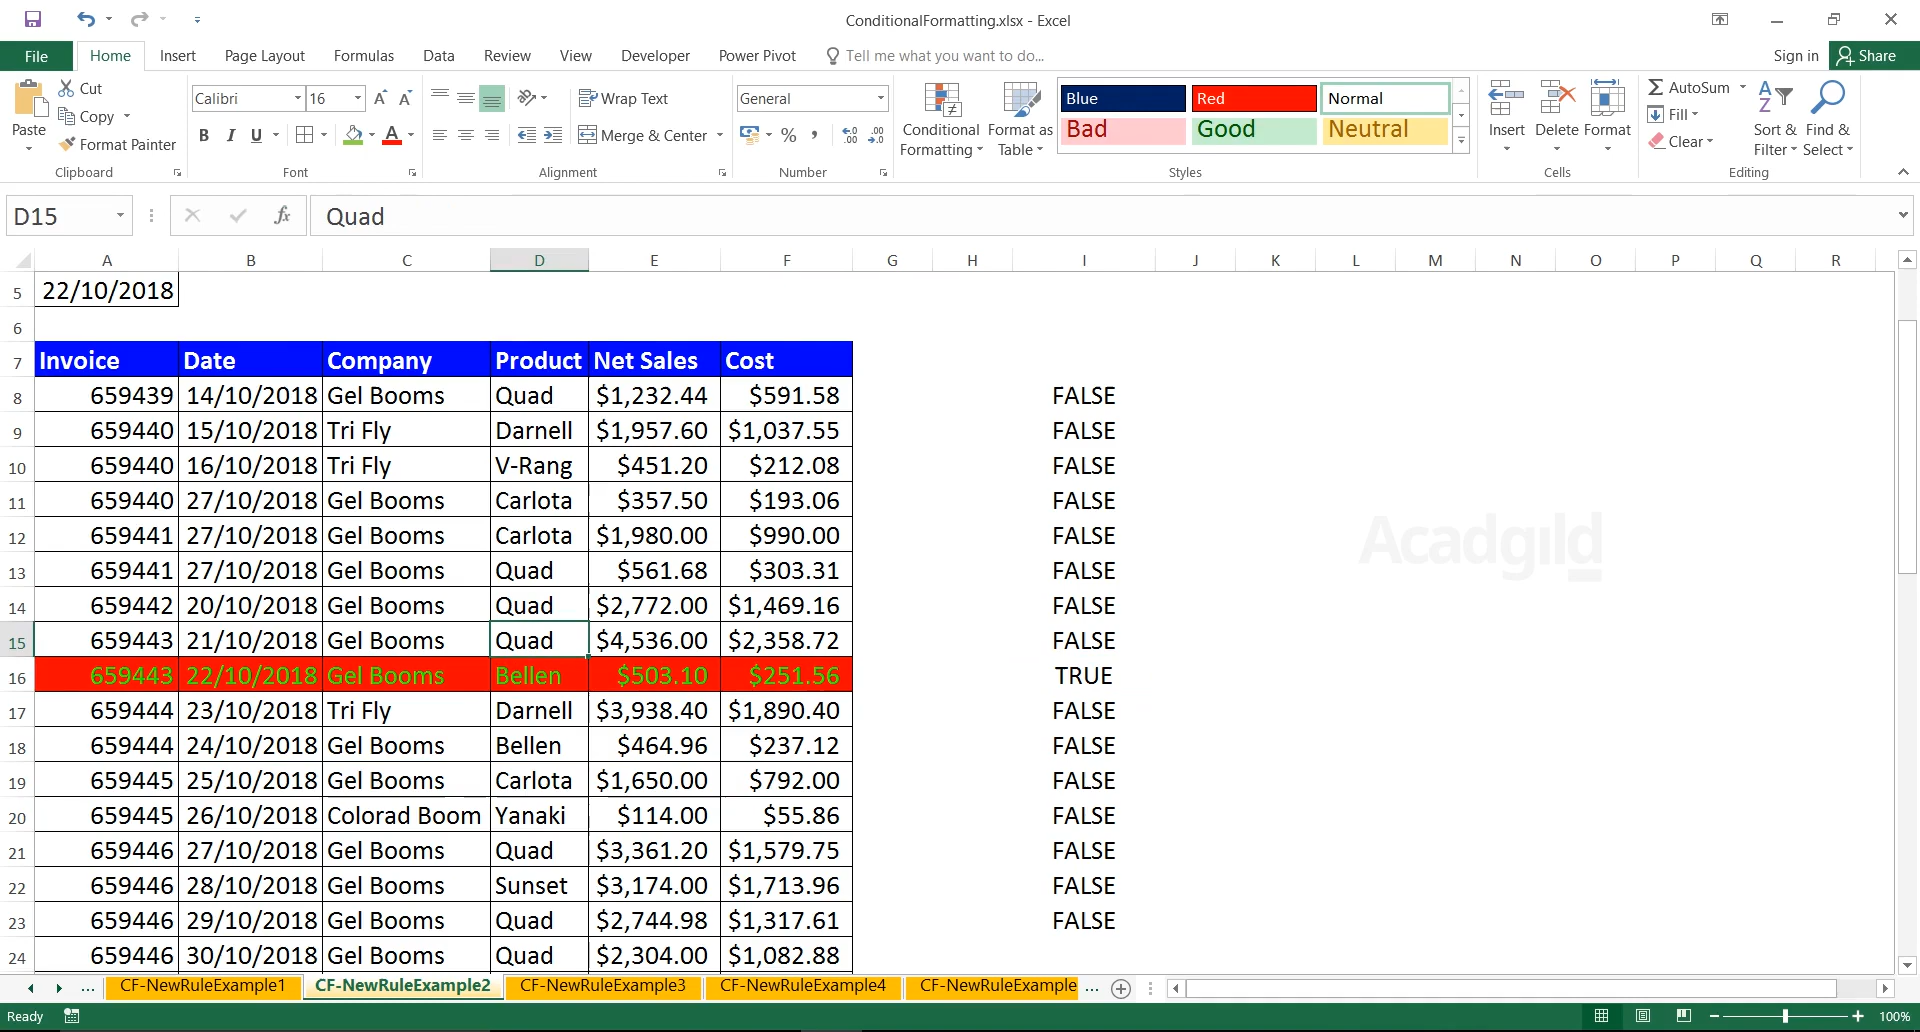 ConditionalFormatting.xlsx - Excel
File Home Insert Page Layout Formulas Data Review View Developer Power Pivot Tell me what you want to do... Sign in Share
Paste
Cut
Copy
Format Painter
Clipboard
Calibri 16
B I U A
Font
Wrap Text
Merge & Center
Alignment
General
% ,
Number
Conditional Formatting
Format as Table
Blue Red Normal
Bad Good Neutral
Styles
Insert Delete Format
Cells
AutoSum
Fill
Clear
Sort & Filter
Find & Select
Editing
D15 fx Quad
A B C D E F G H I J K L M N O P Q R
5 22/10/2018
6
7 Invoice Date Company Product Net Sales Cost
8 659439 14/10/2018 Gel Booms Quad $1,232.44 $591.58 FALSE
9 659440 15/10/2018 Tri Fly Darnell $1,957.60 $1,037.55 FALSE
10 659440 16/10/2018 Tri Fly V-Rang $451.20 $212.08 FALSE
11 659440 27/10/2018 Gel Booms Carlota $357.50 $193.06 FALSE
12 659441 27/10/2018 Gel Booms Carlota $1,980.00 $990.00 FALSE
13 659441 27/10/2018 Gel Booms Quad $561.68 $303.31 FALSE
14 659442 20/10/2018 Gel Booms Quad $2,772.00 $1,469.16 FALSE
15 659443 21/10/2018 Gel Booms Quad $4,536.00 $2,358.72 FALSE
16 659443 22/10/2018 Gel Booms Bellen $503.10 $251.56 TRUE
17 659444 23/10/2018 Tri Fly Darnell $3,938.40 $1,890.40 FALSE
18 659444 24/10/2018 Gel Booms Bellen $464.96 $237.12 FALSE
19 659445 25/10/2018 Gel Booms Carlota $1,650.00 $792.00 FALSE
20 659445 26/10/2018 Colorad Boom Yanaki $114.00 $55.86 FALSE
21 659446 27/10/2018 Gel Booms Quad $3,361.20 $1,579.75 FALSE
22 659446 28/10/2018 Gel Booms Sunset $3,174.00 $1,713.96 FALSE
23 659446 29/10/2018 Gel Booms Quad $2,744.98 $1,317.61 FALSE
24 659446 30/10/2018 Gel Booms Quad $2,304.00 $1,082.88
Acadgild
... CF-NewRuleExample1 CF-NewRuleExample2 CF-NewRuleExample3 CF-NewRuleExample4 CF-NewRuleExample ...
Ready 100%